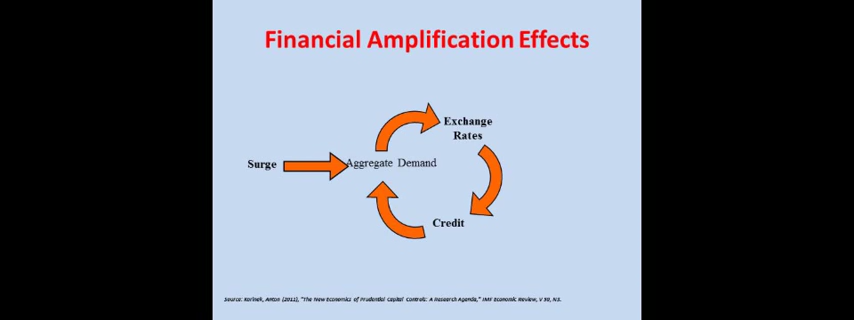 Financial Amplification Effects
Exchange
Rates
Surge
Aggregate Demand
Credit
Source: Korinek, Anton (2011), "The New Economics of Prudential Capital Controls: A Research Agenda," IMF Economic Review, V 59, N3.